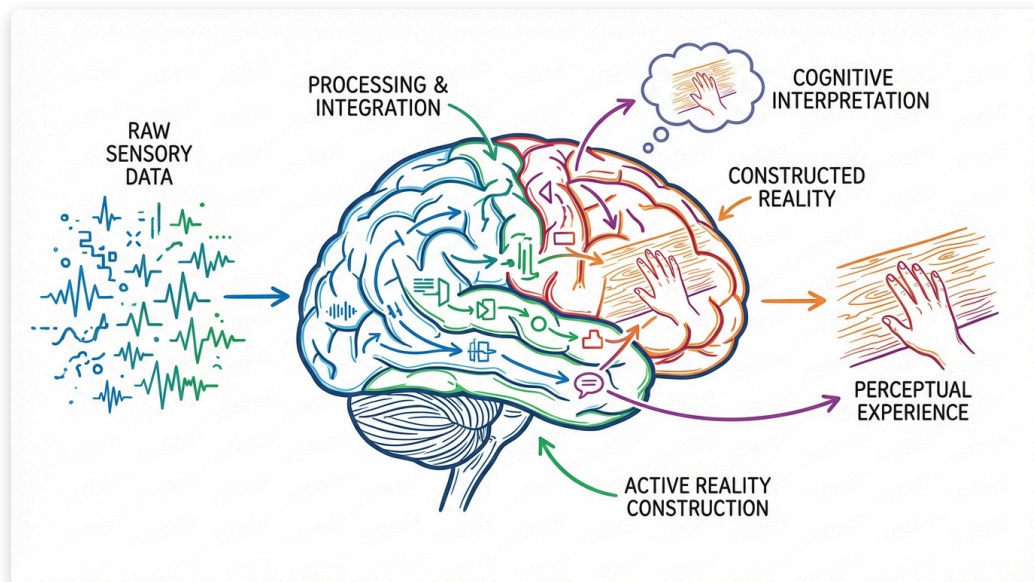 RAW
SENSORY
DATA
PROCESSING &
INTEGRATION
COGNITIVE
INTERPRETATION
CONSTRUCTED
REALITY
PERCEPTUAL
EXPERIENCE
ACTIVE REALITY
CONSTRUCTION